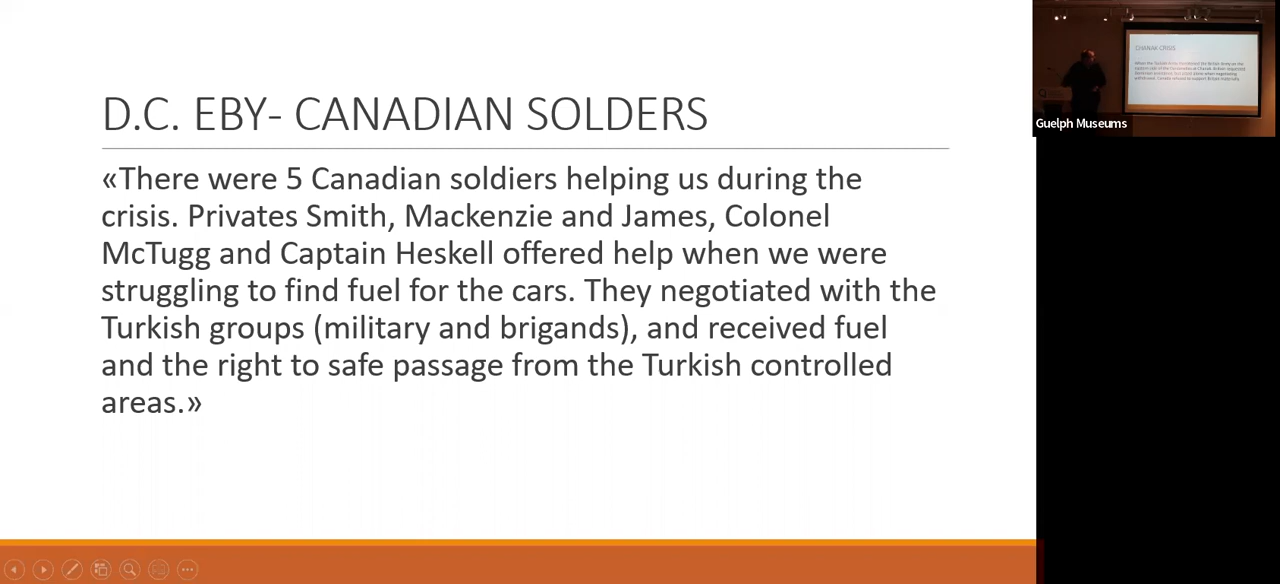 D.C. EBY- CANADIAN SOLDERS
«There were 5 Canadian soldiers helping us during the
crisis. Privates Smith, Mackenzie and James, Colonel
McTugg and Captain Heskell offered help when we were
struggling to find fuel for the cars. They negotiated with the
Turkish groups (military and brigands), and received fuel
and the right to safe passage from the Turkish controlled
areas.»
CHANAK CRISIS
Guelph Museums